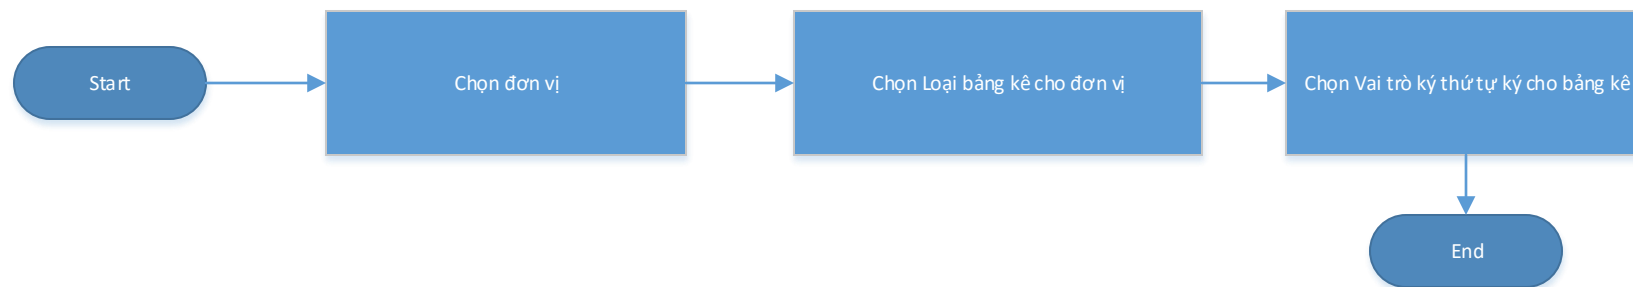 Start
Chọn đơn vị
Chọn Loại bảng kê cho đơn vị
Chọn Vai trò ký thứ tự ký cho bảng kê
End